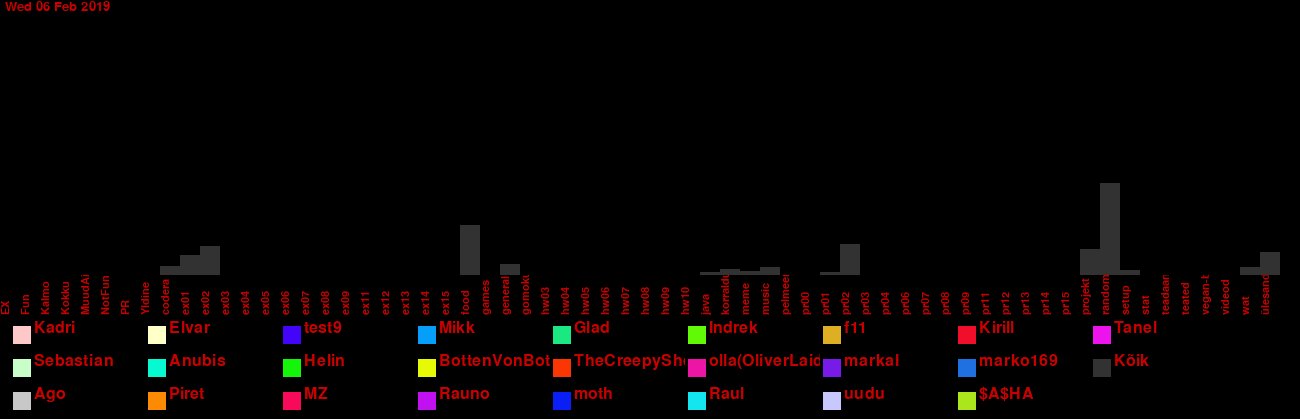 Wed 06 Feb 2019
EX
Fun
Kalmo
Kokku
MuudAi
NotFun
PR
Yldine
codera
ex01
ex02
ex03
ex04
ex05
ex06
ex07
ex08
ex09
ex11
ex12
ex13
ex14
ex15
food
games
general
gomoku
hw03
hw04
hw05
hw06
hw07
hw08
hw09
hw10
java
korraldu
meme
music
pelmeen
pr00
pr01
pr02
pr03
pr04
pr06
pr07
pr08
pr09
pr11
pr12
pr13
pr14
pr15
projekt
random
setup
stat
teadaan
teated
vegan-t
videod
wat
ülesand
Kadri Elvar test9 Mikk Glad Indrek f11 Kirill Tanel
Sebastian Anubis Helin BottenVonBot TheCreepyShe olla(OliverLaid markal marko169 Kõik
Ago Piret MZ Rauno moth Raul uudu $A$HA